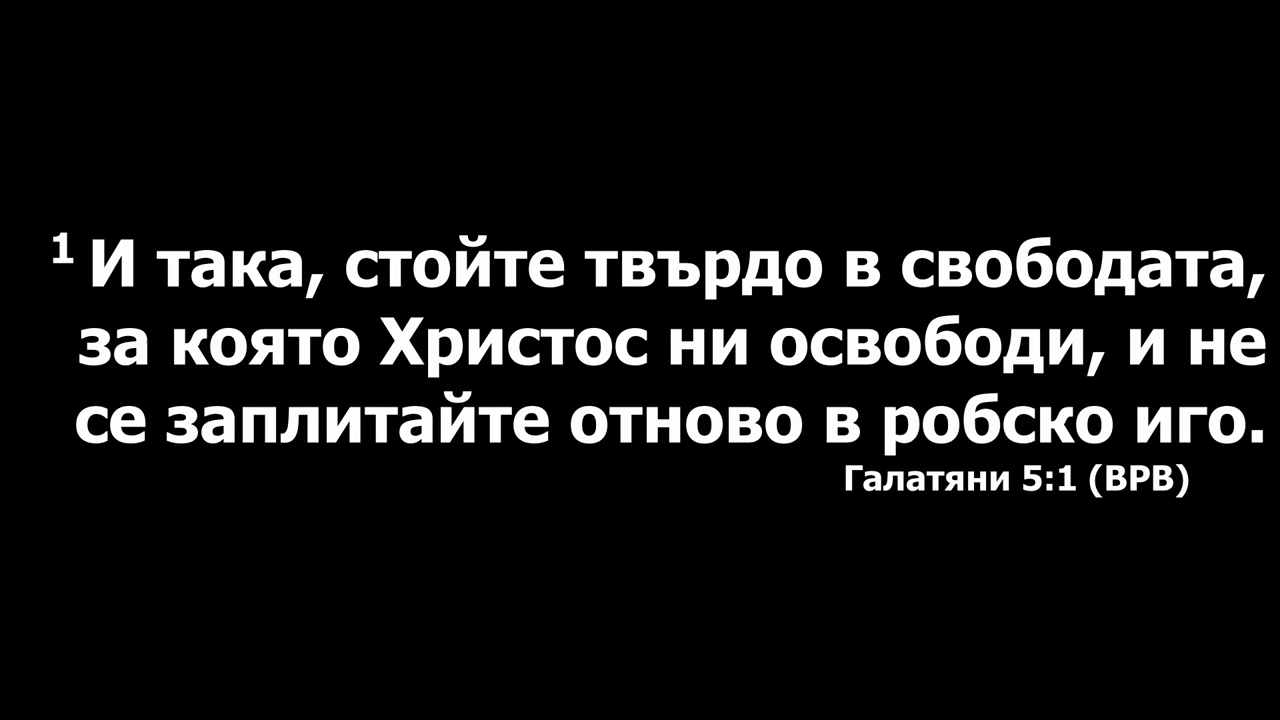 1 И така, стойте твърдо в свободата,
за която Христос ни освободи, и не
се заплитайте отново в робско иго.
Галатяни 5:1 (ВРВ)